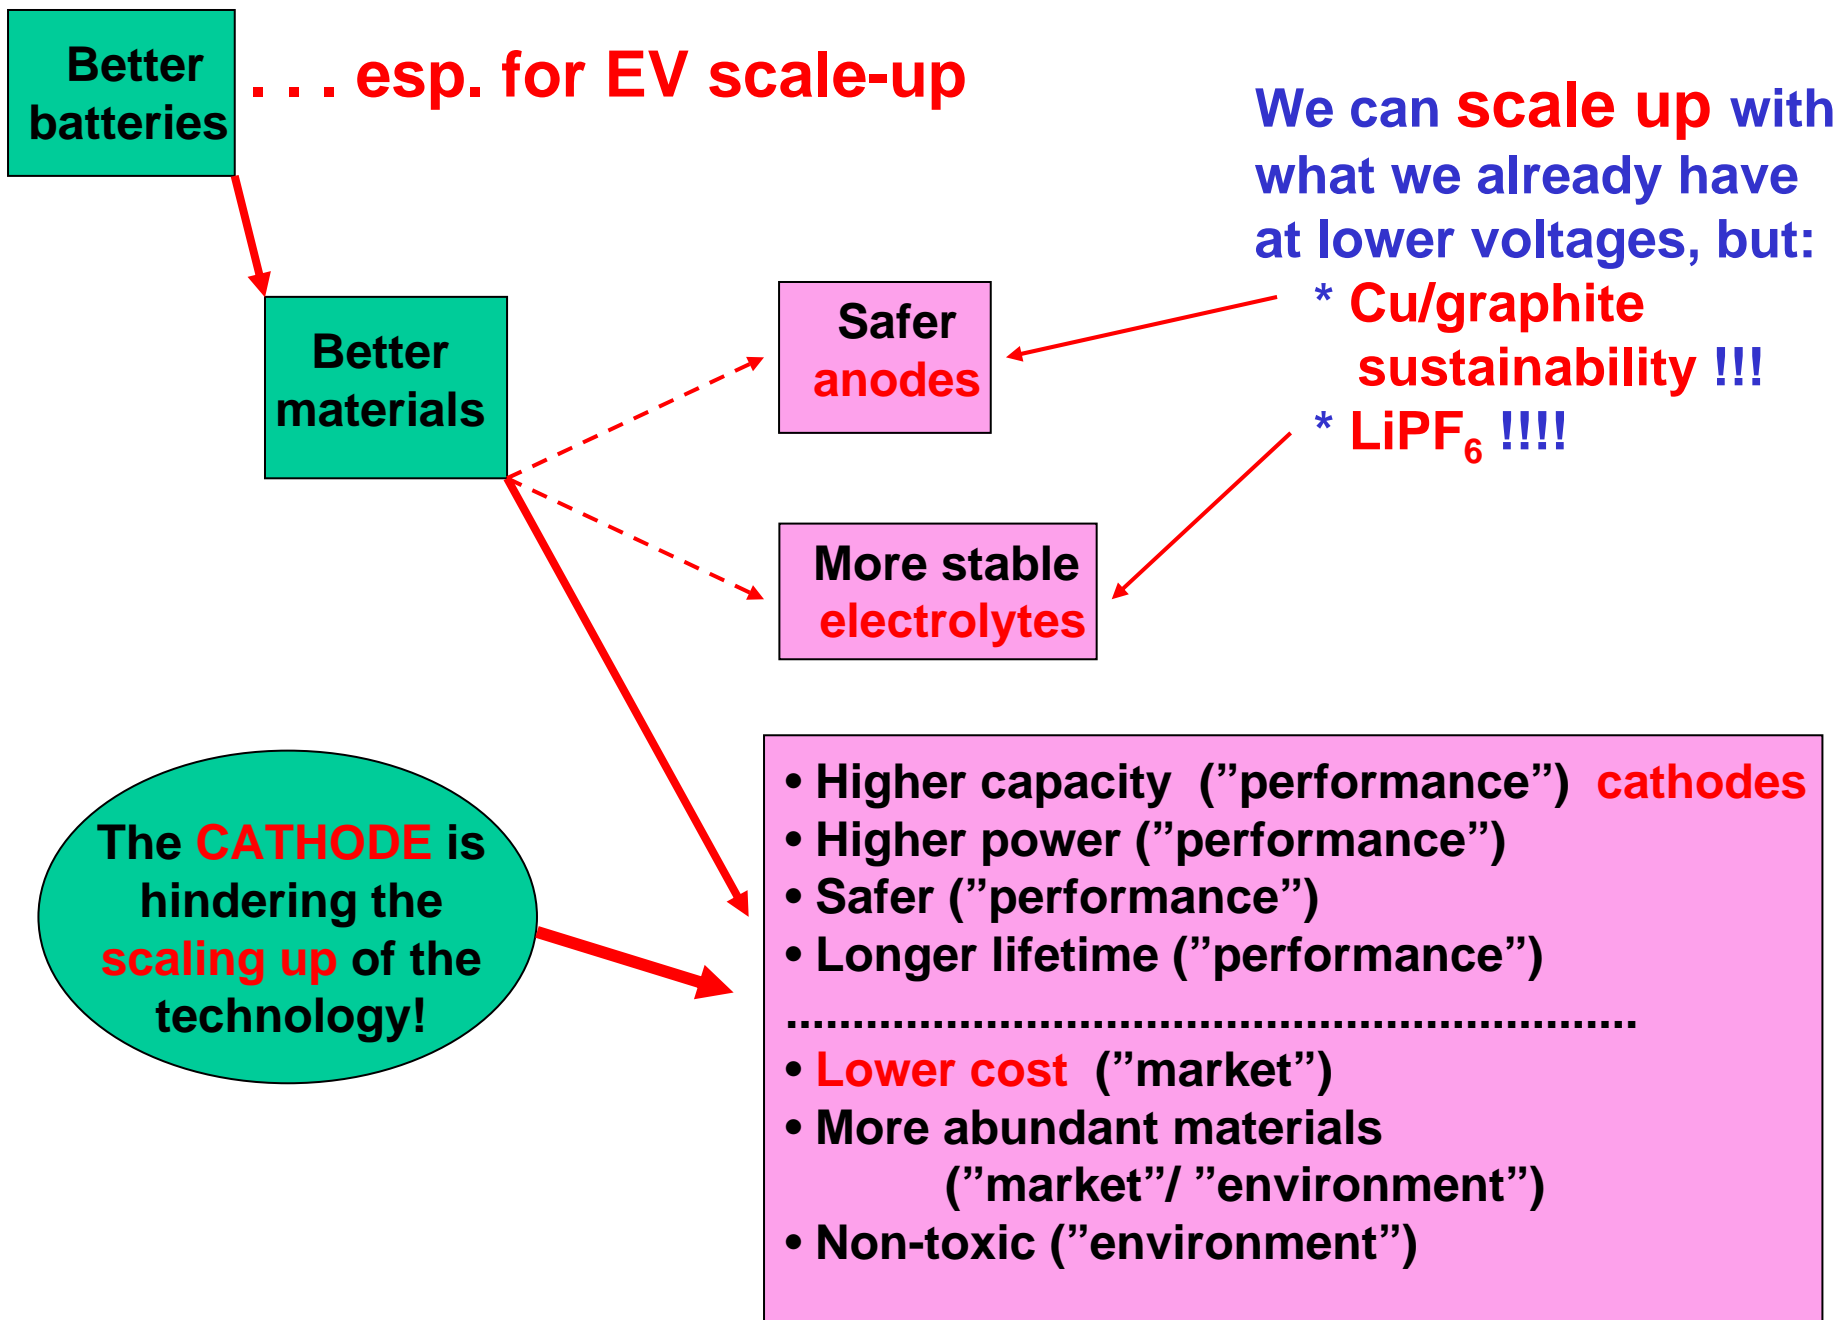 Better
batteries
. . . esp. for EV scale-up
We can scale up with
what we already have
at lower voltages, but:
* Cu/graphite
sustainability !!!
* LiPF₆ !!!!
Better
materials
Safer
anodes
More stable
electrolytes
The CATHODE is
hindering the
scaling up of the
technology!
• Higher capacity (”performance”) cathodes
• Higher power (”performance”)
• Safer (”performance”)
• Longer lifetime (”performance”)
................................................................
• Lower cost (”market”)
• More abundant materials
(”market”/ ”environment”)
• Non-toxic (”environment”)